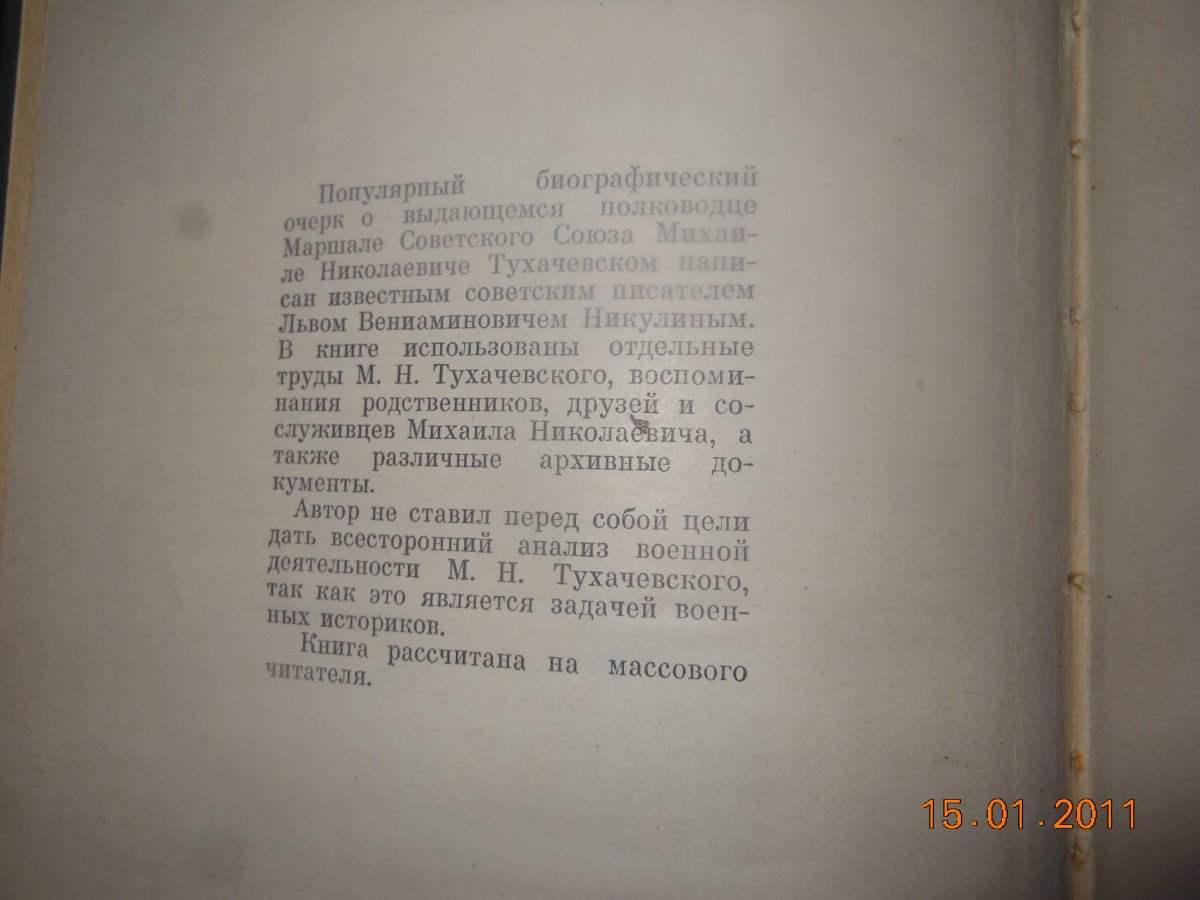 Популярный биографический
очерк о выдающемся полководце
Маршале Советского Союза Михаи-
ле Николаевиче Тухачевском напи-
сан известным советским писателем
Львом Вениаминовичем Никулиным.
В книге использованы отдельные
труды М. Н. Тухачевского, воспоми-
нания родственников, друзей и со-
служивцев Михаила Николаевича, а
также различные архивные до-
кументы.
Автор не ставил перед собой цели
дать всесторонний анализ военной
деятельности М. Н. Тухачевского,
так как это является задачей воен-
ных историков.
Книга рассчитана на массового
читателя.
15.01.2011